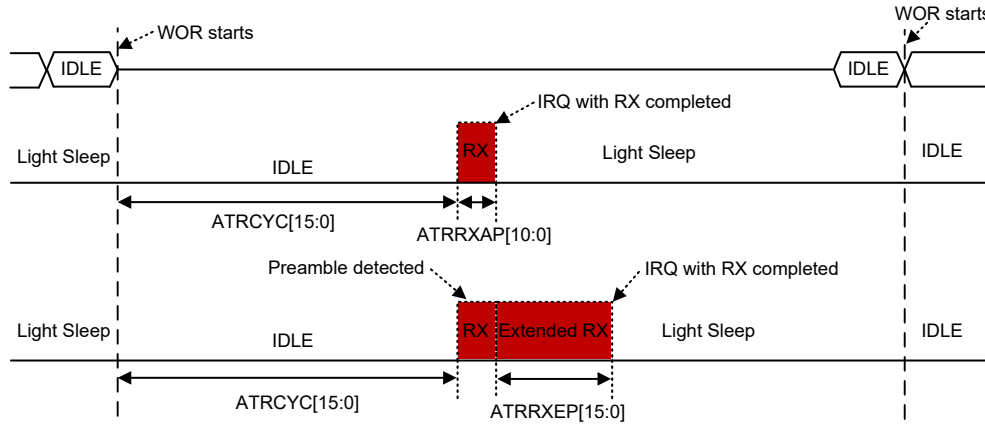 WOR starts
WOR starts
IDLE
IDLE
IRQ with RX completed
Light Sleep
IDLE
RX
Light Sleep
IDLE
ATRCYC[15:0]
ATRRXAP[10:0]
Preamble detected
IRQ with RX completed
Light Sleep
IDLE
RX
Extended RX
Light Sleep
IDLE
ATRCYC[15:0]
ATRRXEP[15:0]